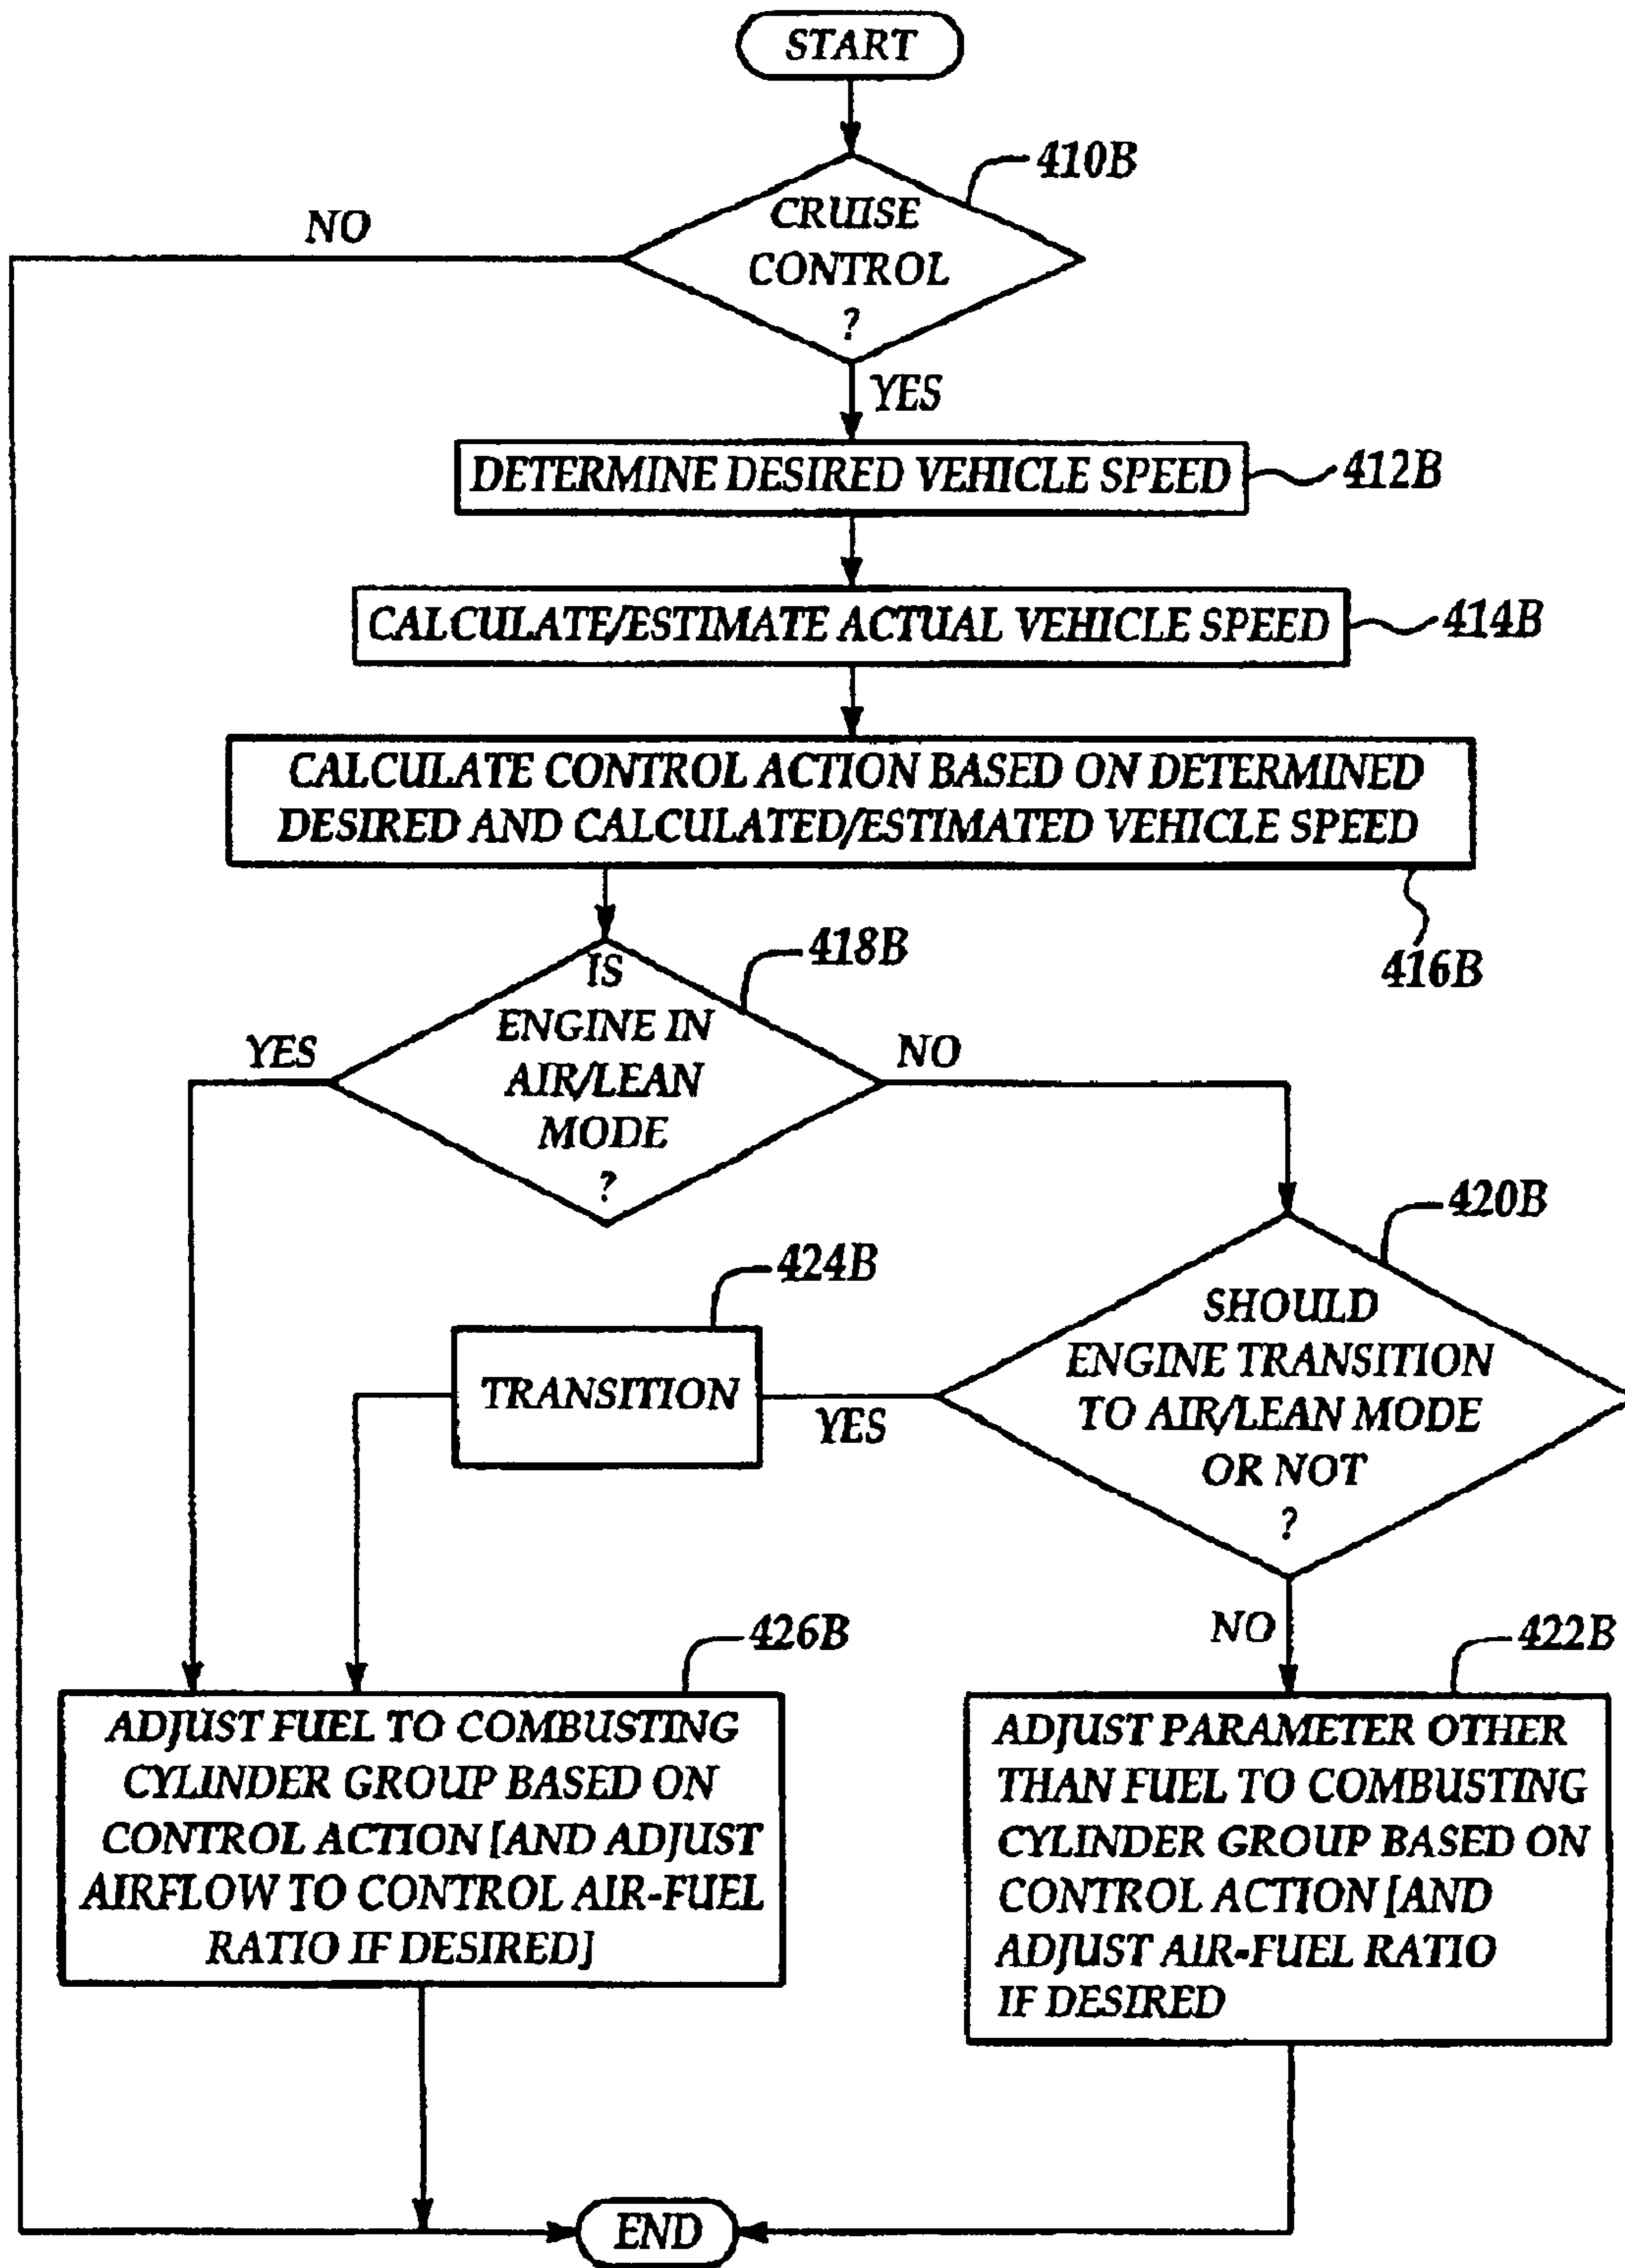 START
410B
CRUISE
CONTROL
?
NO
YES
DETERMINE DESIRED VEHICLE SPEED
412B
CALCULATE/ESTIMATE ACTUAL VEHICLE SPEED
414B
CALCULATE CONTROL ACTION BASED ON DETERMINED
DESIRED AND CALCULATED/ESTIMATED VEHICLE SPEED
416B
418B
IS
ENGINE IN
AIR/LEAN
MODE
?
YES
NO
420B
SHOULD
ENGINE TRANSITION
TO AIR/LEAN MODE
OR NOT
?
424B
TRANSITION
YES
NO
426B
ADJUST FUEL TO COMBUSTING
CYLINDER GROUP BASED ON
CONTROL ACTION [AND ADJUST
AIRFLOW TO CONTROL AIR-FUEL
RATIO IF DESIRED]
422B
ADJUST PARAMETER OTHER
THAN FUEL TO COMBUSTING
CYLINDER GROUP BASED ON
CONTROL ACTION [AND
ADJUST AIR-FUEL RATIO
IF DESIRED
END